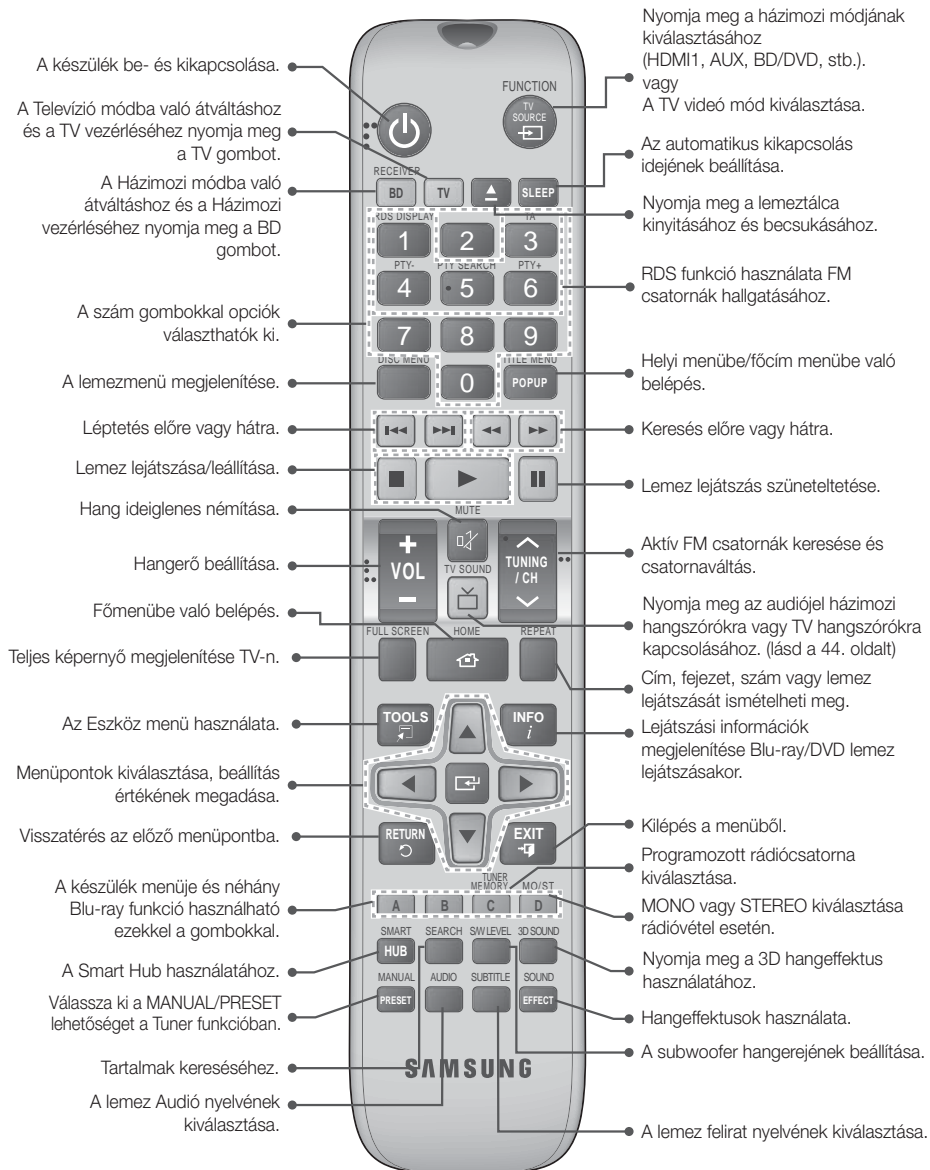 A készülék be- és kikapcsolása.
A Televízió módba való átváltáshoz
és a TV vezérléséhez nyomja meg
a TV gombot.
A Házimozi módba való
átváltáshoz és a Házimozi
vezérléséhez nyomja meg a BD
gombot.
A szám gombokkal opciók
választhatók ki.
A lemezmenü megjelenítése.
Léptetés előre vagy hátra.
Lemez lejátszása/leállítása.
Hang ideiglenes némítása.
Hangerő beállítása.
Főmenübe való belépés.
Teljes képernyő megjelenítése TV-n.
Az Eszköz menü használata.
Menüpontok kiválasztása, beállítás
értékének megadása.
Visszatérés az előző menüpontba.
A készülék menüje és néhány
Blu-ray funkció használható
ezekkel a gombokkal.
A Smart Hub használatához.
Válassza ki a MANUAL/PRESET
lehetőséget a Tuner funkcióban.
Tartalmak kereséséhez.
A lemez Audió nyelvének
kiválasztása.
FUNCTION
TV
SOURCE
RECEIVER
BD
TV
SLEEP
RDS DISPLAY
TA
1
2
3
PTY-
PTY SEARCH
PTY+
4
5
6
7
8
9
DISC MENU
TITLE MENU
0
POPUP
MUTE
+
VOL
−
TV SOUND
TUNING
/ CH
FULL SCREEN
HOME
REPEAT
TOOLS
INFO
i
RETURN
EXIT
TUNER
MEMORY
MO/ST
A
B
C
D
SMART
SEARCH
S/W LEVEL
3D SOUND
HUB
MANUAL
AUDIO
SUBTITLE
SOUND
PRESET
EFFECT
SAMSUNG
Nyomja meg a házimozi módjának
kiválasztásához
(HDMI1, AUX, BD/DVD, stb.).
vagy
A TV videó mód kiválasztása.
Az automatikus kikapcsolás
idejének beállítása.
Nyomja meg a lemeztálca
kinyitásához és becsukásához.
RDS funkció használata FM
csatornák hallgatásához.
Helyi menübe/főcím menübe való
belépés.
Keresés előre vagy hátra.
Lemez lejátszás szüneteltetése.
Aktív FM csatornák keresése és
csatornaváltás.
Nyomja meg az audiójel házimozi
hangszórókra vagy TV hangszórókra
kapcsolásához. (lásd a 44. oldalt)
Cím, fejezet, szám vagy lemez
lejátszását ismételheti meg.
Lejátszási információk
megjelenítése Blu-ray/DVD lemez
lejátszásakor.
Kilépés a menüből.
Programozott rádiócsatorna
kiválasztása.
MONO vagy STEREO kiválasztása
rádióvétel esetén.
Nyomja meg a 3D hangeffektus
használatához.
Hangeffektusok használata.
A subwoofer hangerejének beállítása.
A lemez felirat nyelvének kiválasztása.